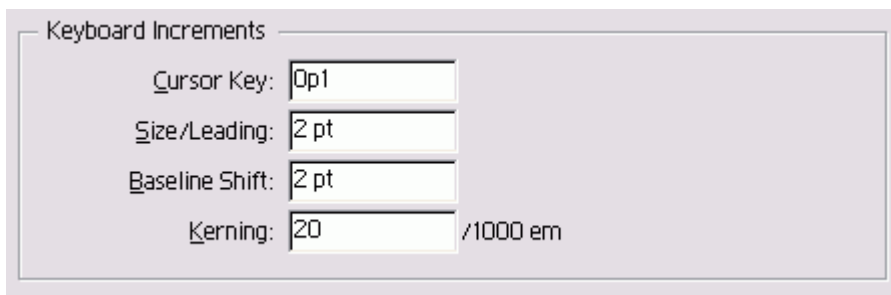 Keyboard Increments
Cursor Key: 0p1
Size/Leading: 2 pt
Baseline Shift: 2 pt
Kerning: 20 /1000 em